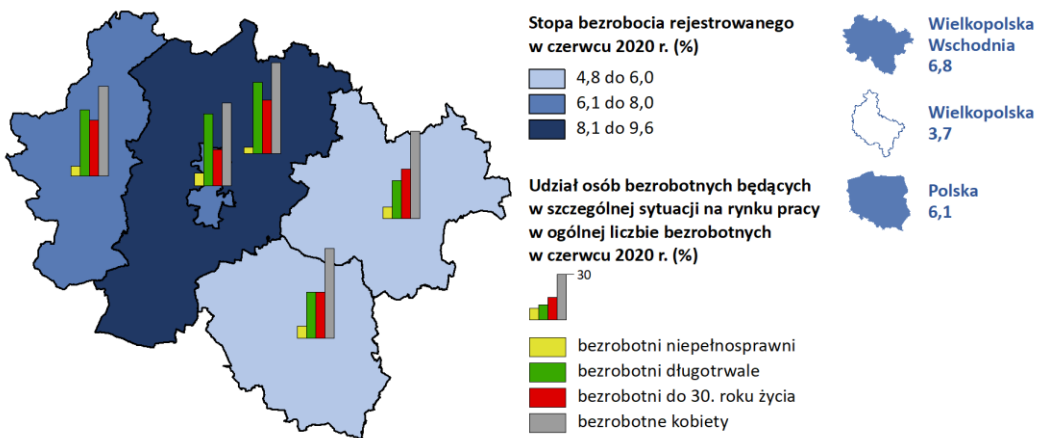 Stopa bezrobocia rejestrowanego
w czerwcu 2020 r. (%)
4,8 do 6,0
6,1 do 8,0
8,1 do 9,6
Udział osób bezrobotnych będących
w szczególnej sytuacji na rynku pracy
w ogólnej liczbie bezrobotnych
w czerwcu 2020 r. (%)
30
bezrobotni niepełnosprawni
bezrobotni długotrwale
bezrobotni do 30. roku życia
bezrobotne kobiety
Wielkopolska
Wschodnia
6,8
Wielkopolska
3,7
Polska
6,1